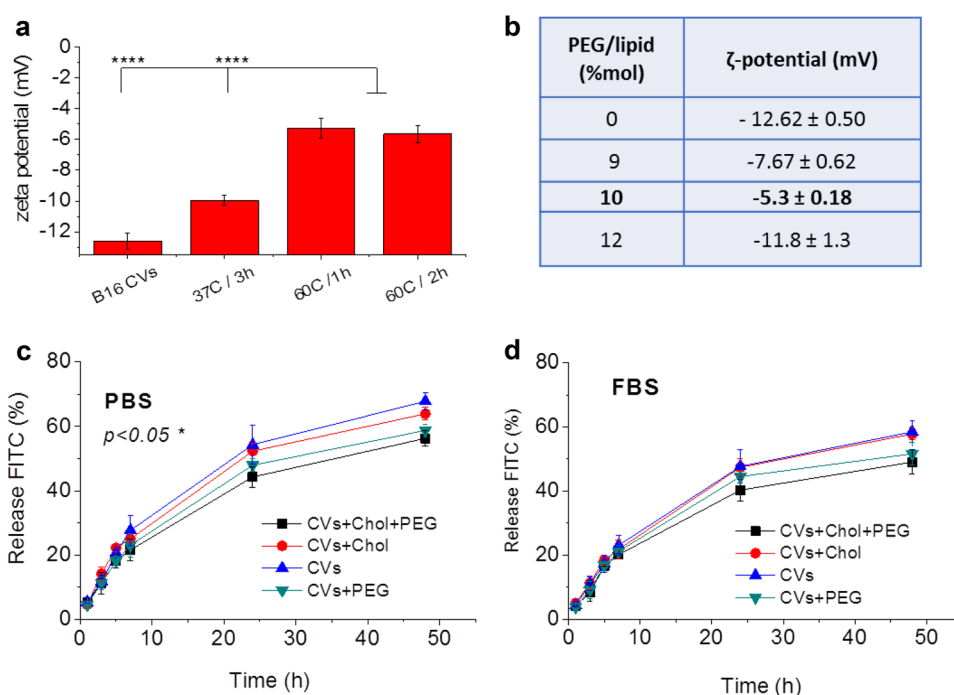 a
0
-2
-4
-6
-8
-10
-12
zeta potential (mV)
**** ****
B16 CVs
37C / 3h
60C /1h
60C / 2h
b
PEG/lipid (%mol) ζ-potential (mV)
0 - 12.62 ± 0.50
9 -7.67 ± 0.62
10 -5.3 ± 0.18
12 -11.8 ± 1.3
c
80
60
40
20
0
Release FITC (%)
PBS
p<0.05 *
CVs+Chol+PEG
CVs+Chol
CVs
CVs+PEG
0 10 20 30 40 50
Time (h)
d
80
60
40
20
0
Release FITC (%)
FBS
CVs+Chol+PEG
CVs+Chol
CVs
CVs+PEG
0 10 20 30 40 50
Time (h)